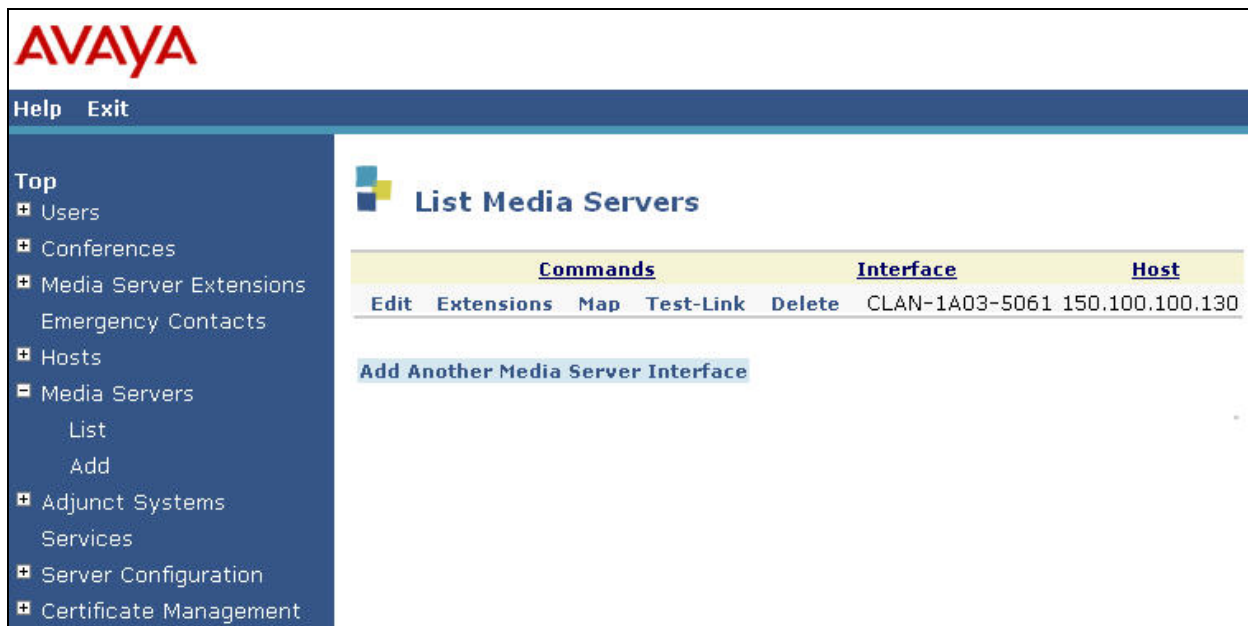 AVAYA
Help Exit
Top
Users
Conferences
Media Server Extensions
Emergency Contacts
Hosts
Media Servers
List
Add
Adjunct Systems
Services
Server Configuration
Certificate Management
List Media Servers
Commands Interface Host
Edit Extensions Map Test-Link Delete CLAN-1A03-5061 150.100.100.130
Add Another Media Server Interface